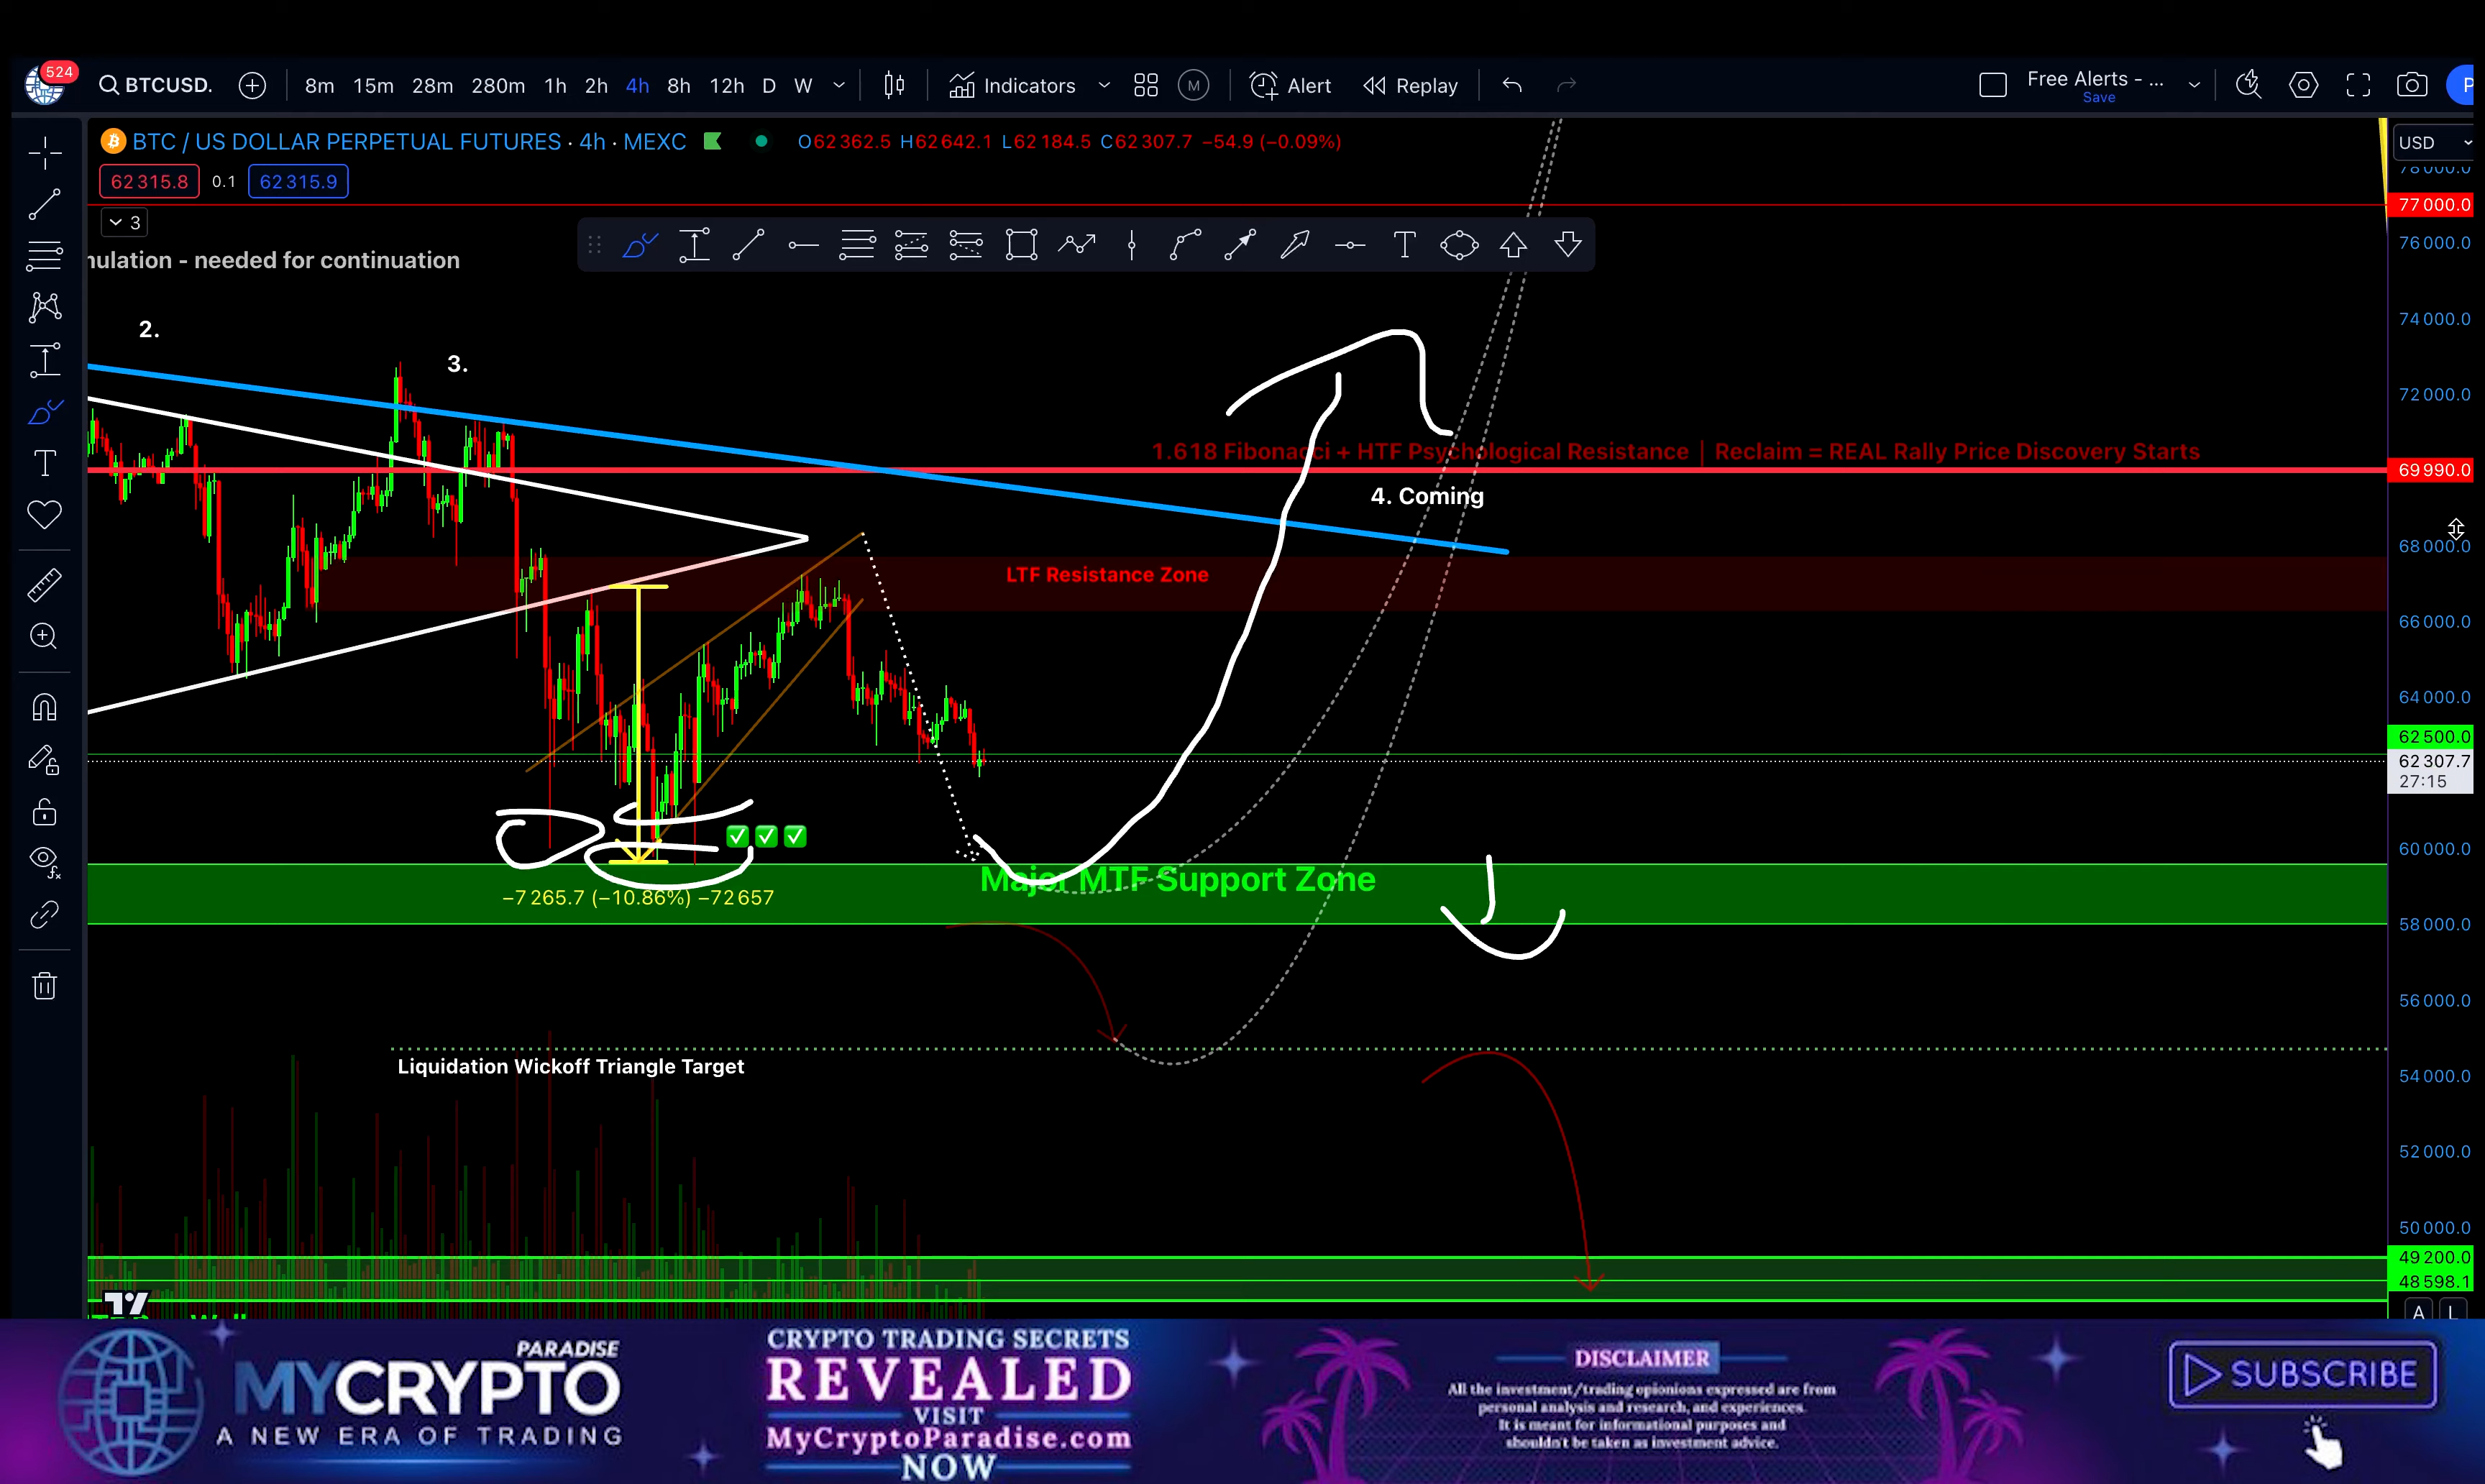 524
BTCUSD.
8m 15m 28m 280m 1h 2h 4h 8h 12h D W
Indicators
M
Alert
Replay
Free Alerts - ...
Save
P
BTC / US DOLLAR PERPETUAL FUTURES · 4h · MEXC
O62 362.5 H62 642.1 L62 184.5 C62 307.7 −54.9 (−0.09%)
USD
62 315.8 0.1 62 315.9
3
77 000.0
76 000.0
nulation - needed for continuation
2.
74 000.0
3.
72 000.0
1.618 Fibonacci + HTF Psychological Resistance | Reclaim = REAL Rally Price Discovery Starts
69 990.0
4. Coming
68 000.0
LTF Resistance Zone
66 000.0
64 000.0
62 500.0
62 307.7
27:15
60 000.0
Major MTF Support Zone
−7 265.7 (−10.86%) −72 657
58 000.0
56 000.0
Liquidation Wickoff Triangle Target
54 000.0
52 000.0
50 000.0
49 200.0
48 598.1
A L
PARADISE
MYCRYPTO
A NEW ERA OF TRADING
CRYPTO TRADING SECRETS
REVEALED
VISIT
MyCryptoParadise.com
NOW
DISCLAIMER
All the investment/trading opionions expressed are from
personal analysis and research, and experiences.
It is meant for informational purposes and
shouldn't be taken as investment advice.
SUBSCRIBE